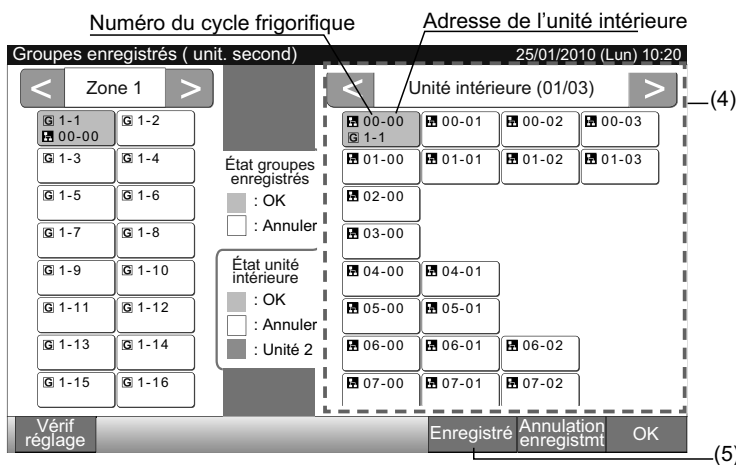 Numéro du cycle frigorifique
Adresse de l'unité intérieure
Groupes enregistrés ( unit. second)
25/01/2010 (Lun) 10:20
< Zone 1 >
< Unité intérieure (01/03) >
(4)
G 1-1
00-00
G 1-2
G 1-3
G 1-4
G 1-5
G 1-6
G 1-7
G 1-8
G 1-9
G 1-10
G 1-11
G 1-12
G 1-13
G 1-14
G 1-15
G 1-16
État groupes
enregistrés
: OK
: Annuler
État unité
intérieure
: OK
: Annuler
: Unité 2
00-00
G 1-1
00-01
00-02
00-03
01-00
01-01
01-02
01-03
02-00
03-00
04-00
04-01
05-00
05-01
06-00
06-01
06-02
07-00
07-01
07-02
Vérif
réglage
Enregistré
Annulation
enregistmt
OK
(5)